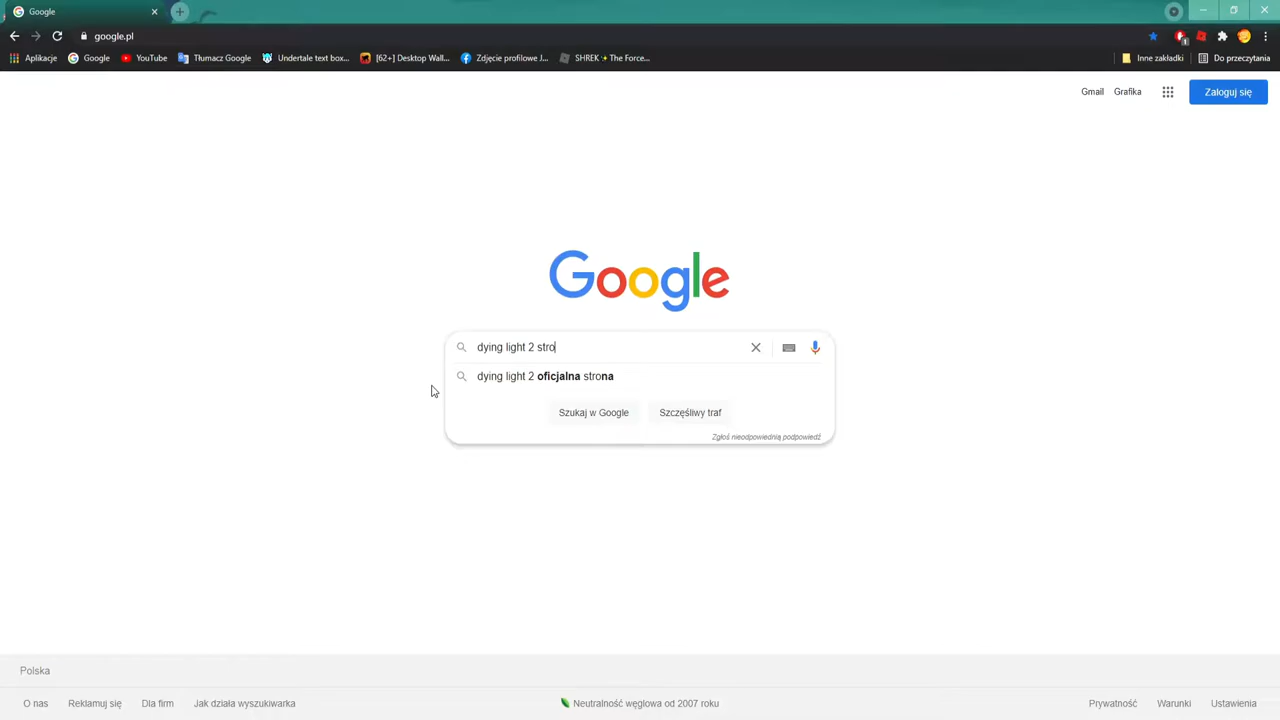 Google
google.pl
Aplikacje Google YouTube Tłumacz Google Undertale text box... [62+] Desktop Wall... Zdjęcie profilowe J... SHREK ✨ The Force... Inne zakładki Do przeczytania
Gmail Grafika Zaloguj się
Google
dying light 2 stro
dying light 2 oficjalna strona
Szukaj w Google Szczęśliwy traf
Zgłoś nieodpowiednią podpowiedź
Polska
O nas Reklamuj się Dla firm Jak działa wyszukiwarka Neutralność węglowa od 2007 roku Prywatność Warunki Ustawienia